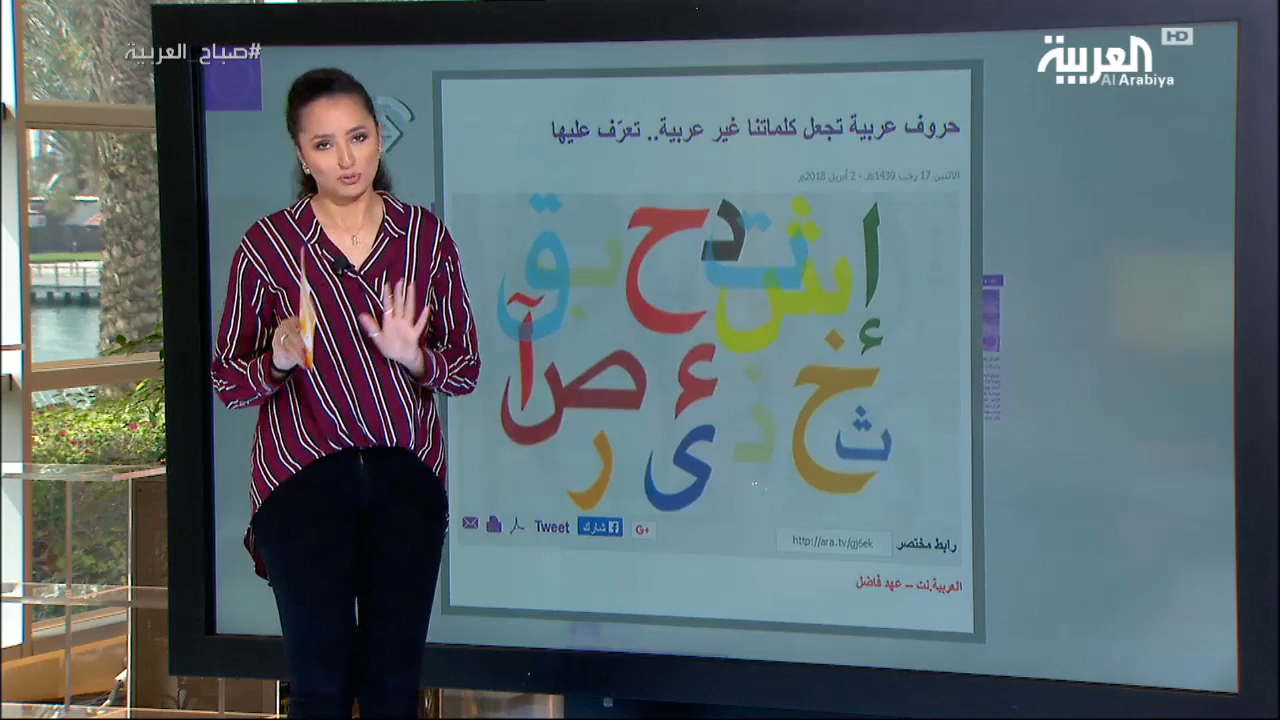 #صباح_العربية
العربية HD
Al Arabiya
حروف عربية تجعل كلماتنا غير عربية.. تعرّف عليها
الاثنين 17 رجب 1439هـ - 2 أبريل 2018م
إ ش ت د ح ب ق
ء خ ث ء ص آ
ذ ى ر
Tweet شارك G+
رابط مختصر http://ara.tv/gj6ek
العربية.نت – عهد فاضل